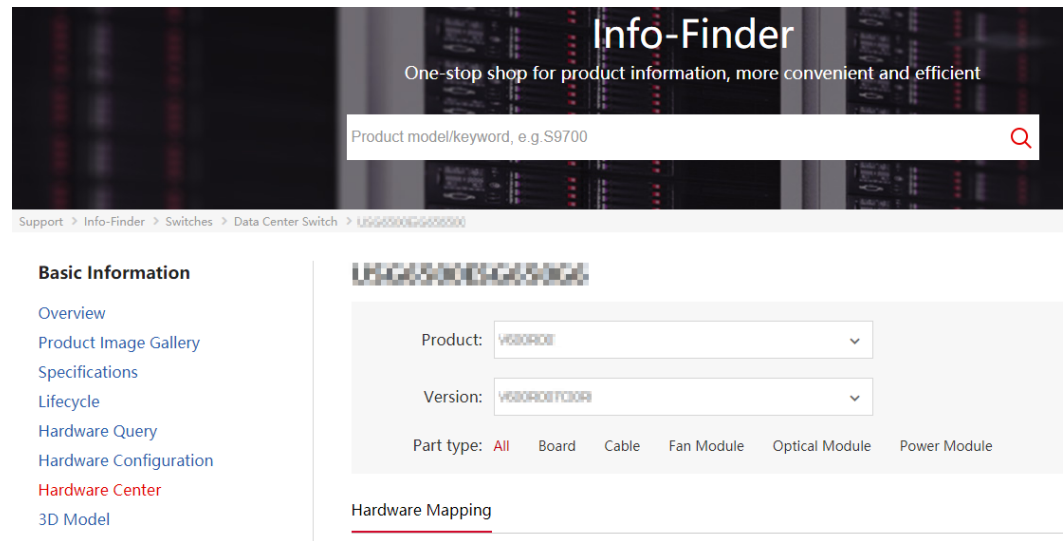 Info-Finder
One-stop shop for product information, more convenient and efficient
Product model/keyword, e.g.S9700
Support > Info-Finder > Switches > Data Center Switch >
Basic Information
Overview
Product Image Gallery
Specifications
Lifecycle
Hardware Query
Hardware Configuration
Hardware Center
3D Model
Product:
Version:
Part type: All Board Cable Fan Module Optical Module Power Module
Hardware Mapping